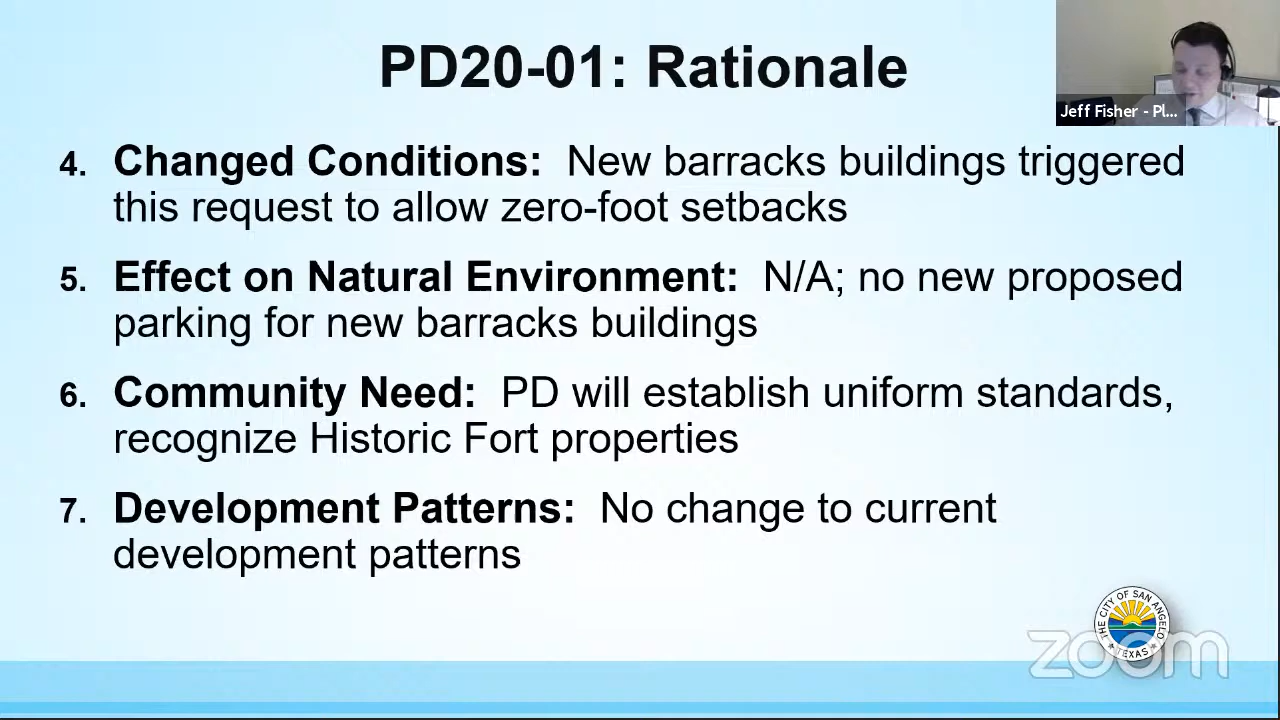 PD20-01: Rationale
Jeff Fisher - Pl...
4. Changed Conditions: New barracks buildings triggered
this request to allow zero-foot setbacks
5. Effect on Natural Environment: N/A; no new proposed
parking for new barracks buildings
6. Community Need: PD will establish uniform standards,
recognize Historic Fort properties
7. Development Patterns: No change to current
development patterns
THE CITY OF SAN ANGELO
TEXAS
zoom